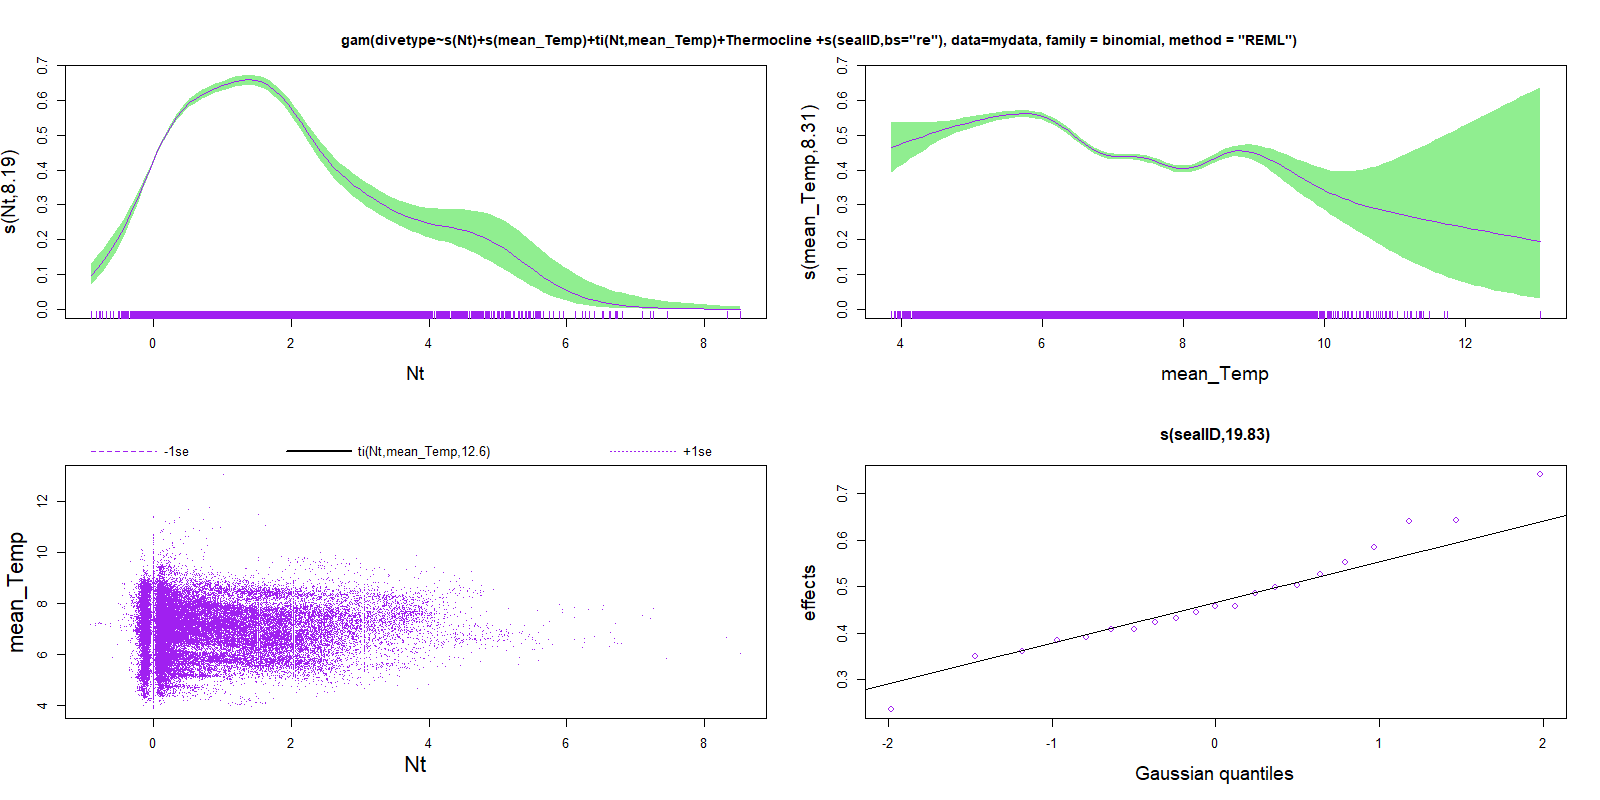 gam(divetype~s(Nt)+s(mean_Temp)+ti(Nt,mean_Temp)+Thermocline +s(sealID,bs="re"), data=mydata, family = binomial, method = "REML")
s(Nt,8.19)
0.0 0.1 0.2 0.3 0.4 0.5 0.6 0.7
0 2 4 6 8
Nt
s(mean_Temp,8.31)
0.0 0.1 0.2 0.3 0.4 0.5 0.6 0.7
4 6 8 10 12
mean_Temp
-1se ti(Nt,mean_Temp,12.6) +1se
mean_Temp
4 6 8 10 12
0 2 4 6 8
Nt
s(sealID,19.83)
effects
0.3 0.4 0.5 0.6 0.7
-2 -1 0 1 2
Gaussian quantiles